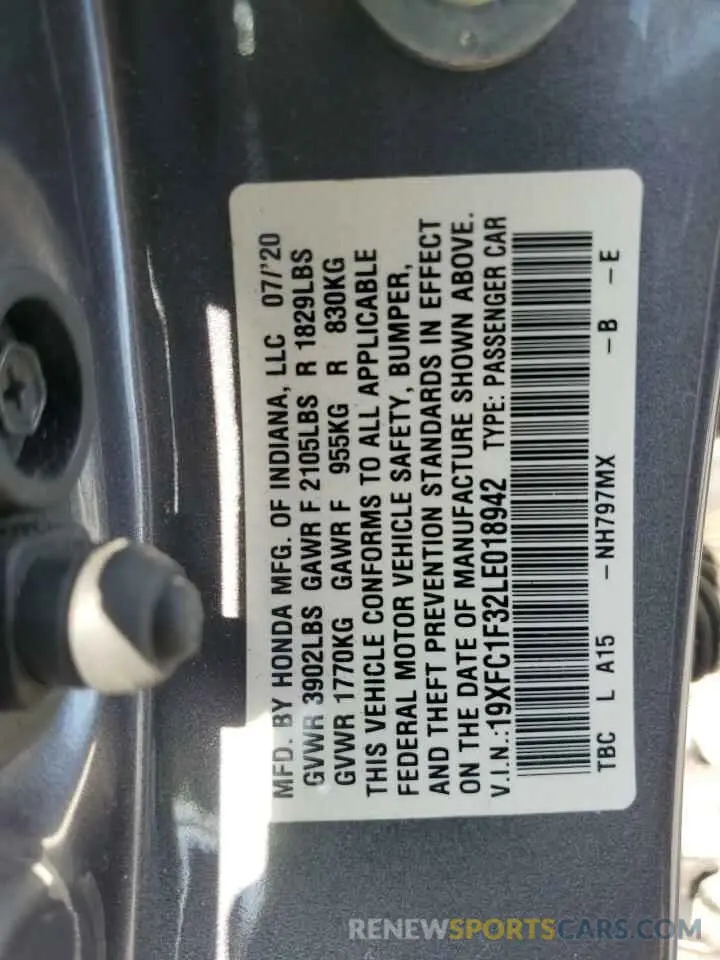 MFD. BY HONDA MFG. OF INDIANA, LLC 07/'20
GVWR 3902LBS GAWR F 2105LBS R 1829LBS
GVWR 1770KG GAWR F 955KG R 830KG
THIS VEHICLE CONFORMS TO ALL APPLICABLE
FEDERAL MOTOR VEHICLE SAFETY, BUMPER,
AND THEFT PREVENTION STANDARDS IN EFFECT
ON THE DATE OF MANUFACTURE SHOWN ABOVE.
V.I.N.:19XFC1F32LE018942 TYPE: PASSENGER CAR
TBC L A15 -NH797MX -B -E
RENEWSPORTSCARS.COM